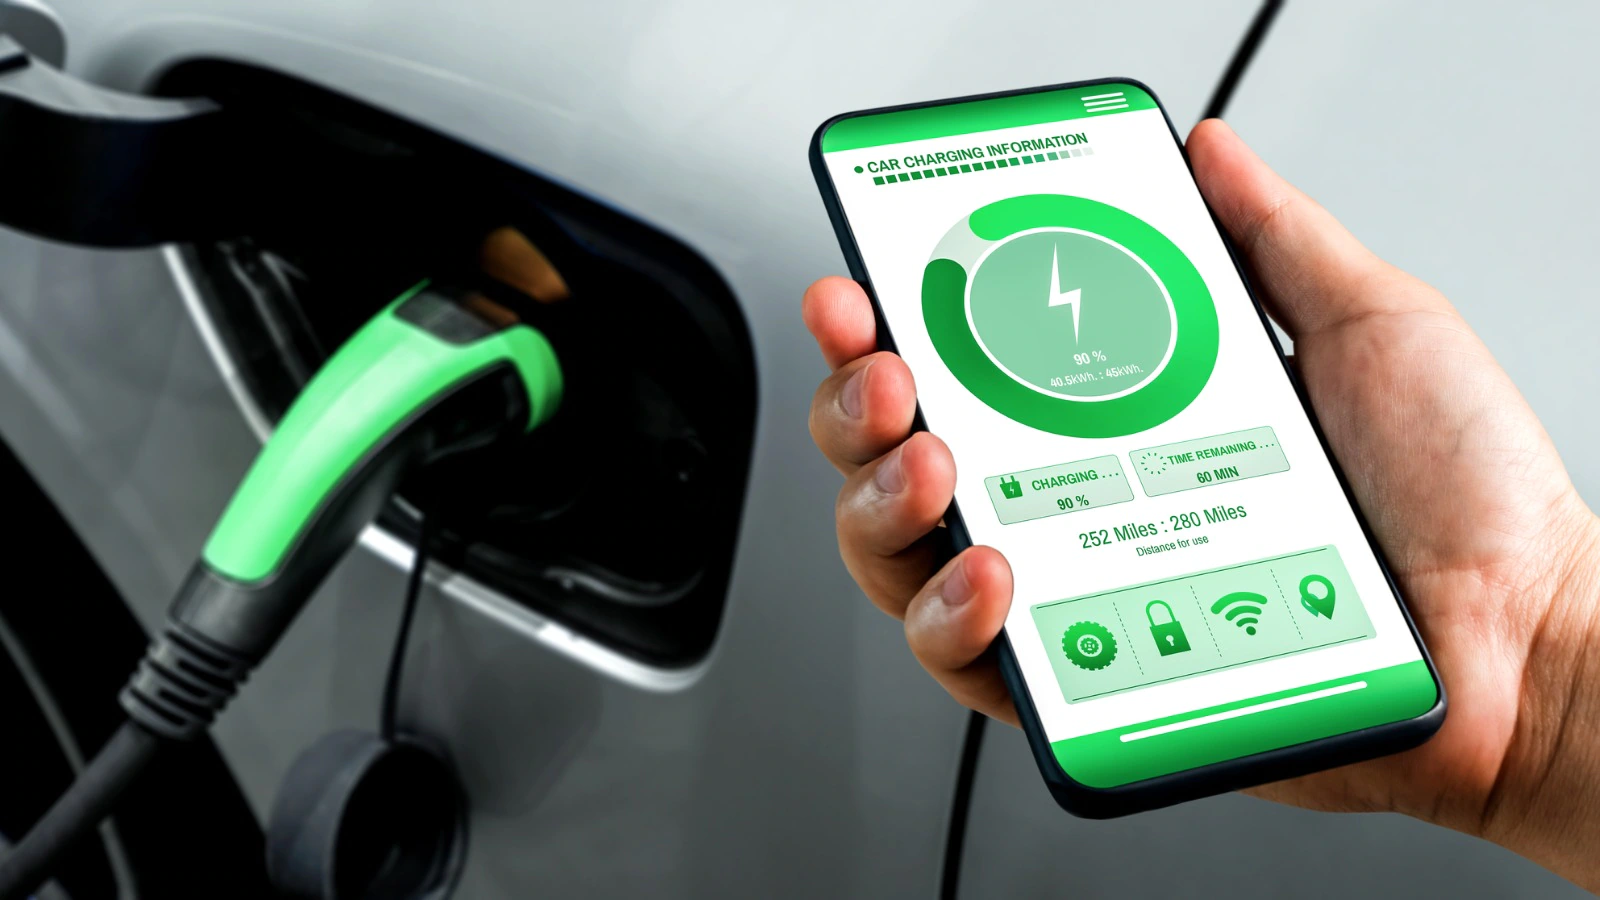 CAR CHARGING INFORMATION
90 %
40.5kWh. : 45kWh.
CHARGING ...
90 %
TIME REMAINING ...
60 MIN
252 Miles : 280 Miles
Distance for use